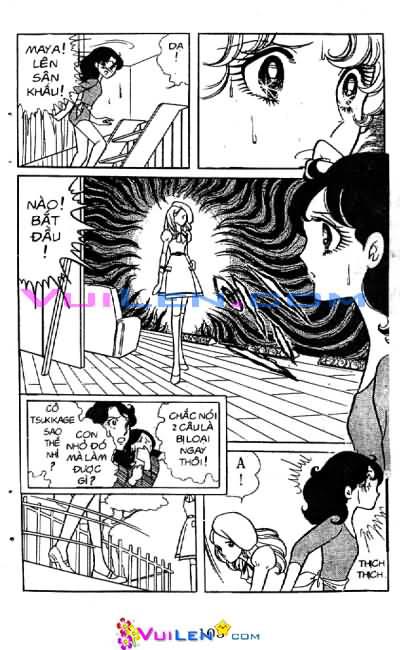 MAYA!
LÊN
SÂN
KHẤU!
DẠ
!
NÀO!
BẮT
ĐẦU
!
VUILEN.COM
CÔ
TSUKIKAGE
SAO
THẾ
NHỈ?
CON
NHỎ ĐÓ
MÀ LÀM
ĐƯỢC
GÌ?
CHẮC NÓI
2 CÂU LÀ
BỊ LOẠI
NGAY
THÔI!
A
!
THỊCH
THỊCH
VUILEN.COM